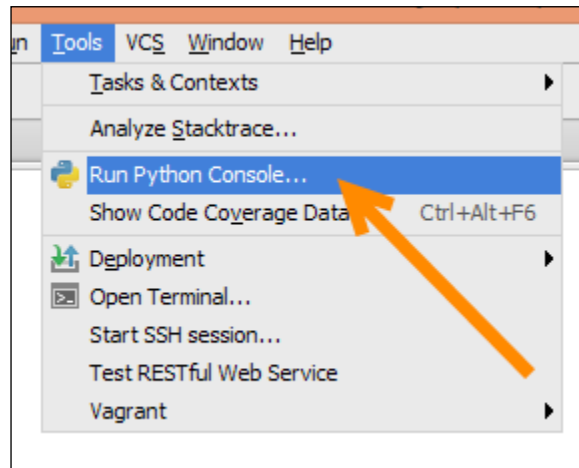 Tools VCS Window Help
Tasks & Contexts
Analyze Stacktrace...
Run Python Console...
Show Code Coverage Data Ctrl+Alt+F6
Deployment
Open Terminal...
Start SSH session...
Test RESTful Web Service
Vagrant